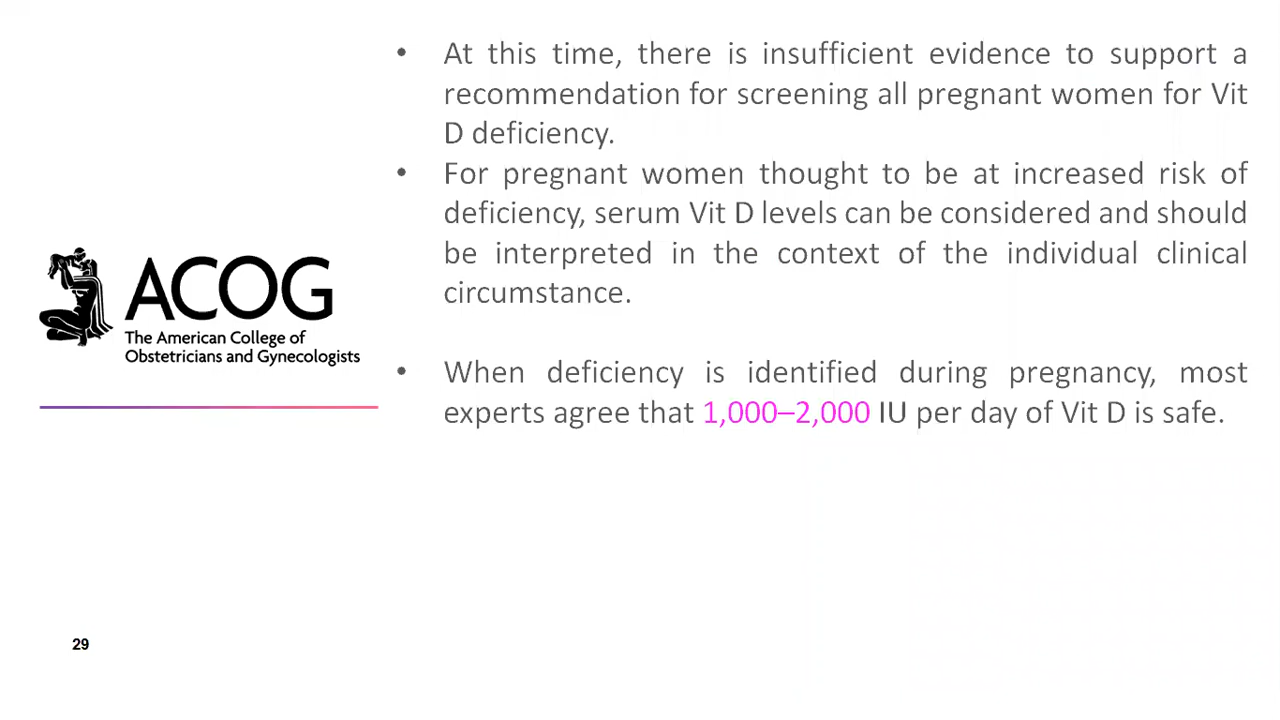 • At this time, there is insufficient evidence to support a
recommendation for screening all pregnant women for Vit
D deficiency.
• For pregnant women thought to be at increased risk of
deficiency, serum Vit D levels can be considered and should
be interpreted in the context of the individual clinical
circumstance.
ACOG
The American College of
Obstetricians and Gynecologists
• When deficiency is identified during pregnancy, most
experts agree that 1,000–2,000 IU per day of Vit D is safe.
29